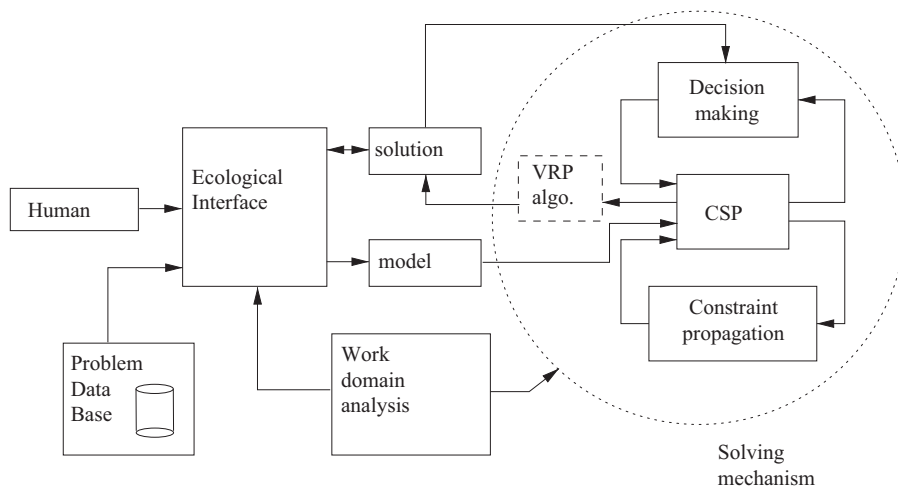 Decision
making
solution
VRP
algo.
Ecological
Interface
Human
CSP
model
Constraint
propagation
Problem
Data
Base
Work
domain
analysis
Solving
mechanism